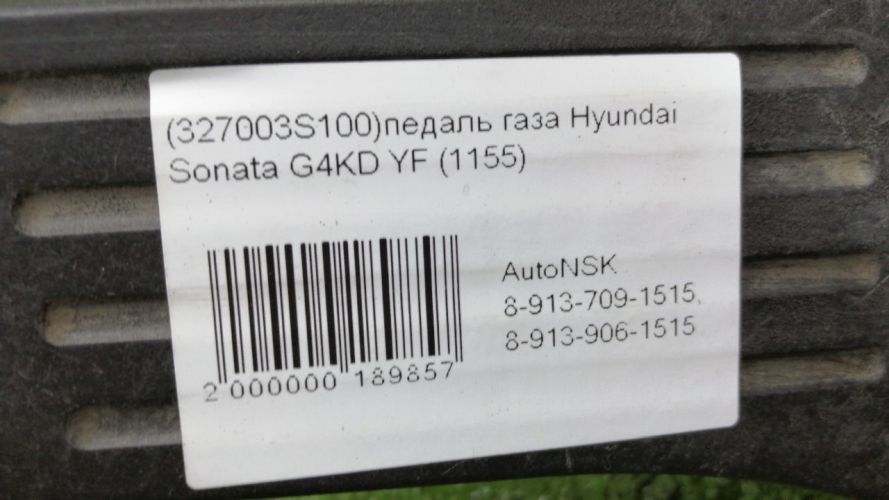 (327003S100)педаль газа Hyundai
Sonata G4KD YF (1155)
AutoNSK
8-913-709-1515,
8-913-906-1515
2 000000 189857